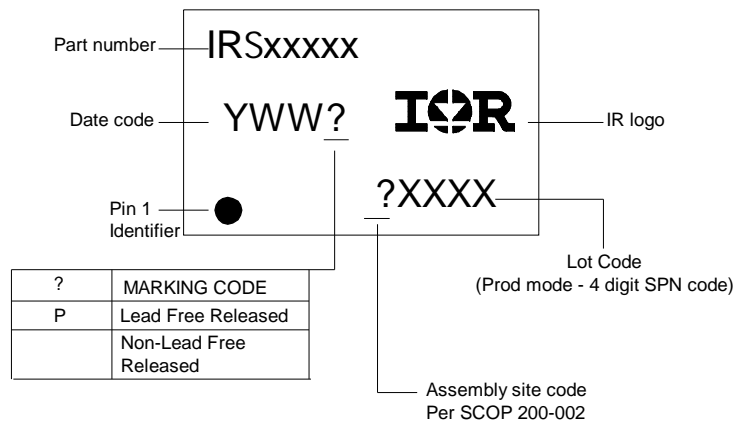 Part number
IRSxxxxx
Date code
YWW?
IOR
IR logo
Pin 1
Identifier
?XXXX
Lot Code
(Prod mode - 4 digit SPN code)
? MARKING CODE
P Lead Free Released
Non-Lead Free
Released
Assembly site code
Per SCOP 200-002